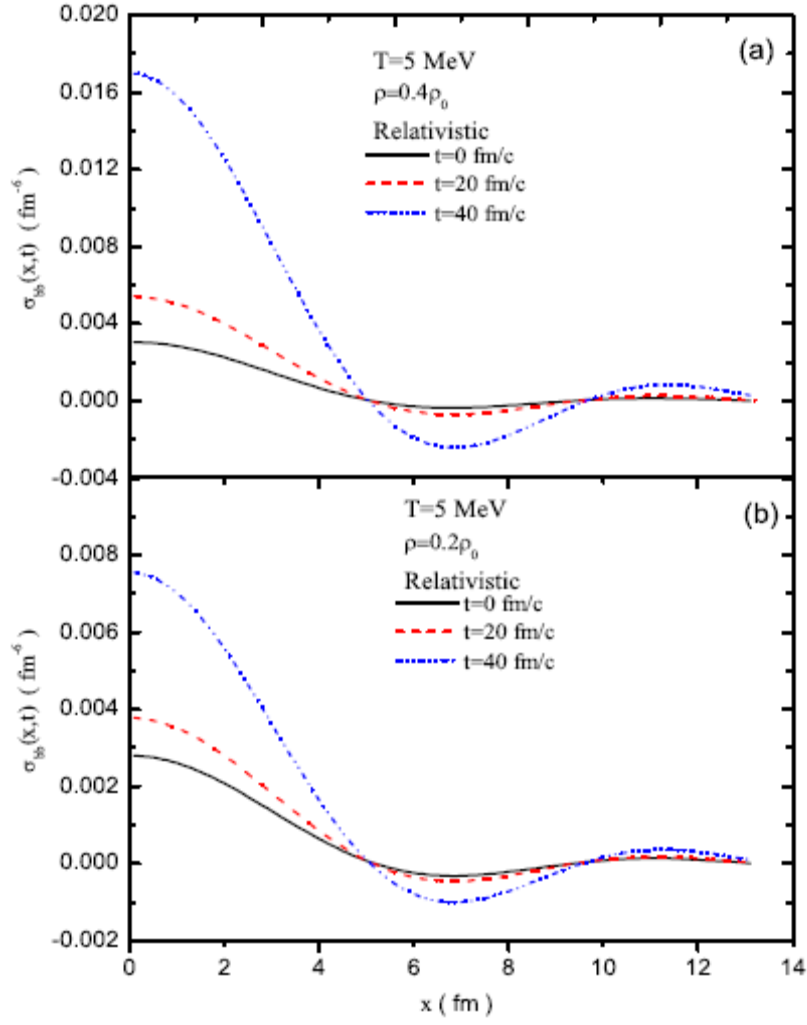 0.020
0.016
0.012
0.008
0.004
0.000
-0.004
σbb(x,t) ( fm-6)
(a)
T=5 MeV
ρ=0.4ρ0
Relativistic
t=0 fm/c
t=20 fm/c
t=40 fm/c
0.008
0.006
0.004
0.002
0.000
-0.002
σbb(x,t) ( fm-6)
(b)
T=5 MeV
ρ=0.2ρ0
Relativistic
t=0 fm/c
t=20 fm/c
t=40 fm/c
0 2 4 6 8 10 12 14
x ( fm )